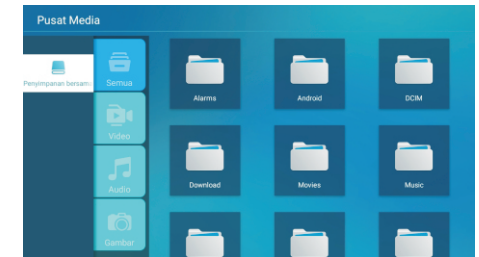 Pusat Media
Penyimpanan bersam..
Semua
Video
Audio
Gambar
Alarms
Android
DCIM
Download
Movies
Music